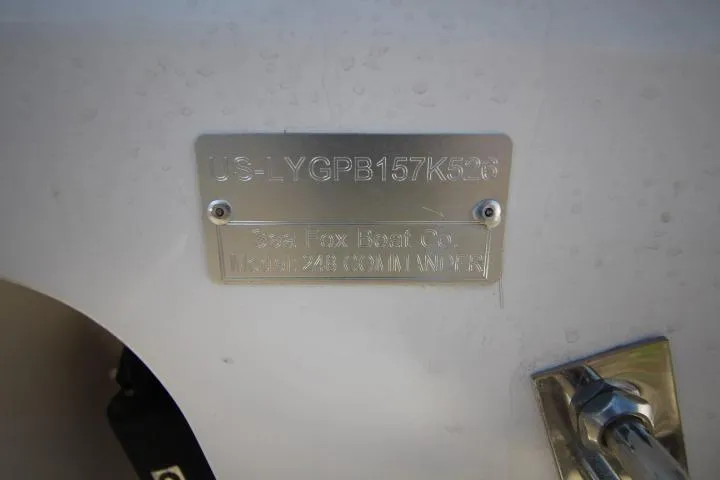 US-LYGPB157K526
Sea Fox Boat Co.
Model: 248 COMMANDER